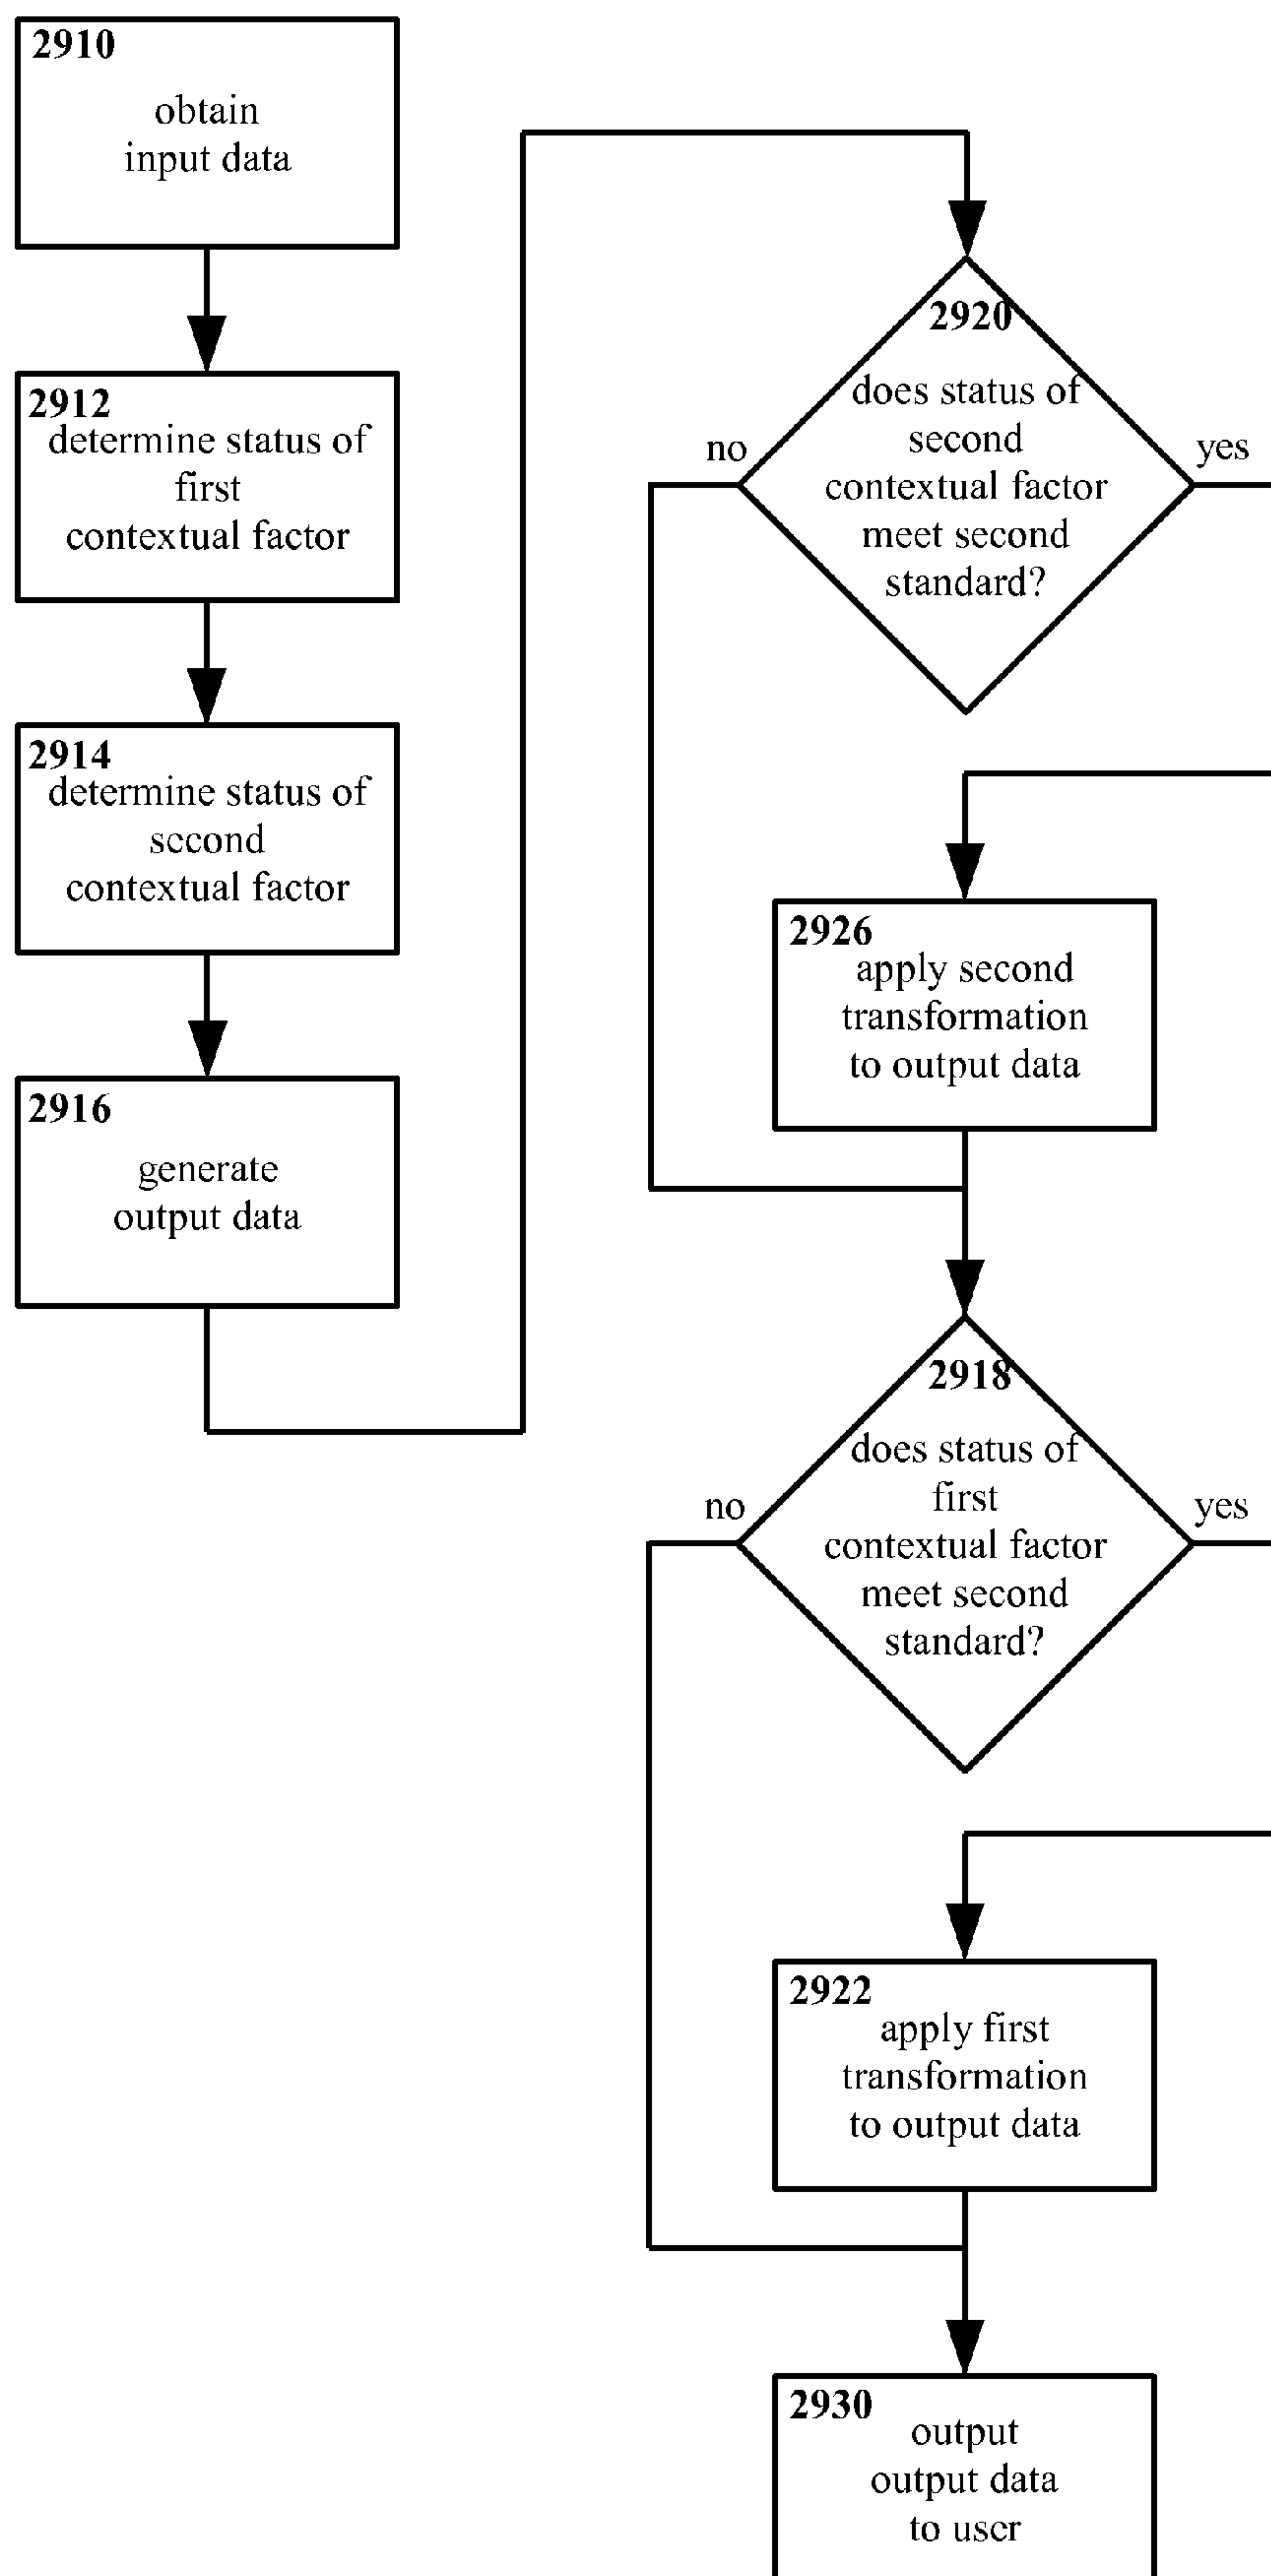 2910
obtain
input data
2912
determine status of
first
contextual factor
2914
determine status of
second
contextual factor
2916
generate
output data
2920
does status of
second
contextual factor
meet second
standard?
no
yes
2926
apply second
transformation
to output data
2918
does status of
first
contextual factor
meet second
standard?
no
yes
2922
apply first
transformation
to output data
2930
output
output data
to user